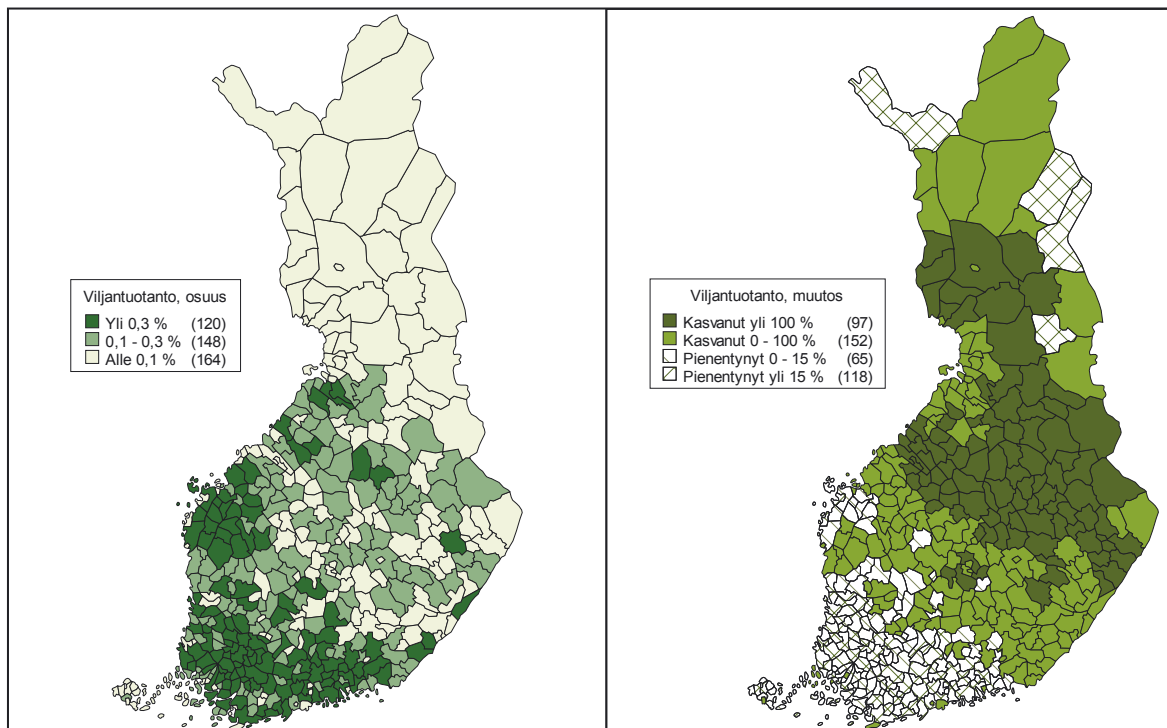 Viljantuotanto, osuus
Yli 0,3 % (120)
0,1 - 0,3 % (148)
Alle 0,1 % (164)
Viljantuotanto, muutos
Kasvanut yli 100 % (97)
Kasvanut 0 - 100 % (152)
Pienentynyt 0 - 15 % (65)
Pienentynyt yli 15 % (118)